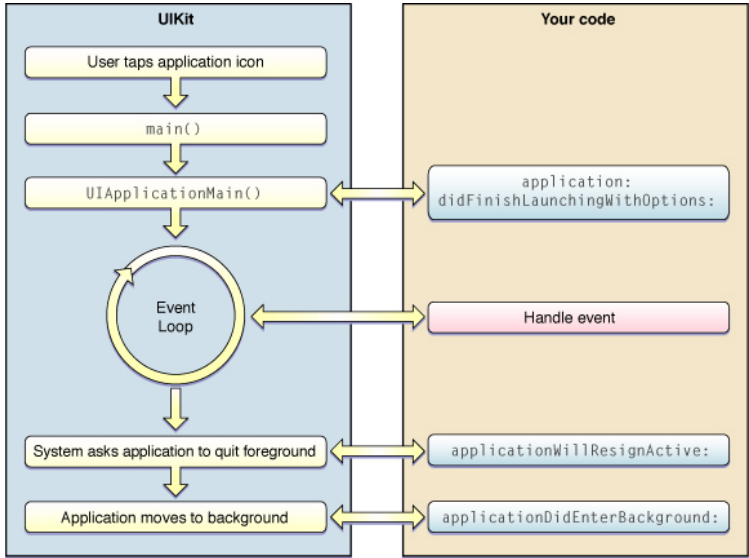 UIKit
Your code
User taps application icon
main()
UIApplicationMain()
application:
didFinishLaunchingWithOptions:
Event
Loop
Handle event
System asks application to quit foreground
applicationWillResignActive:
Application moves to background
applicationDidEnterBackground: